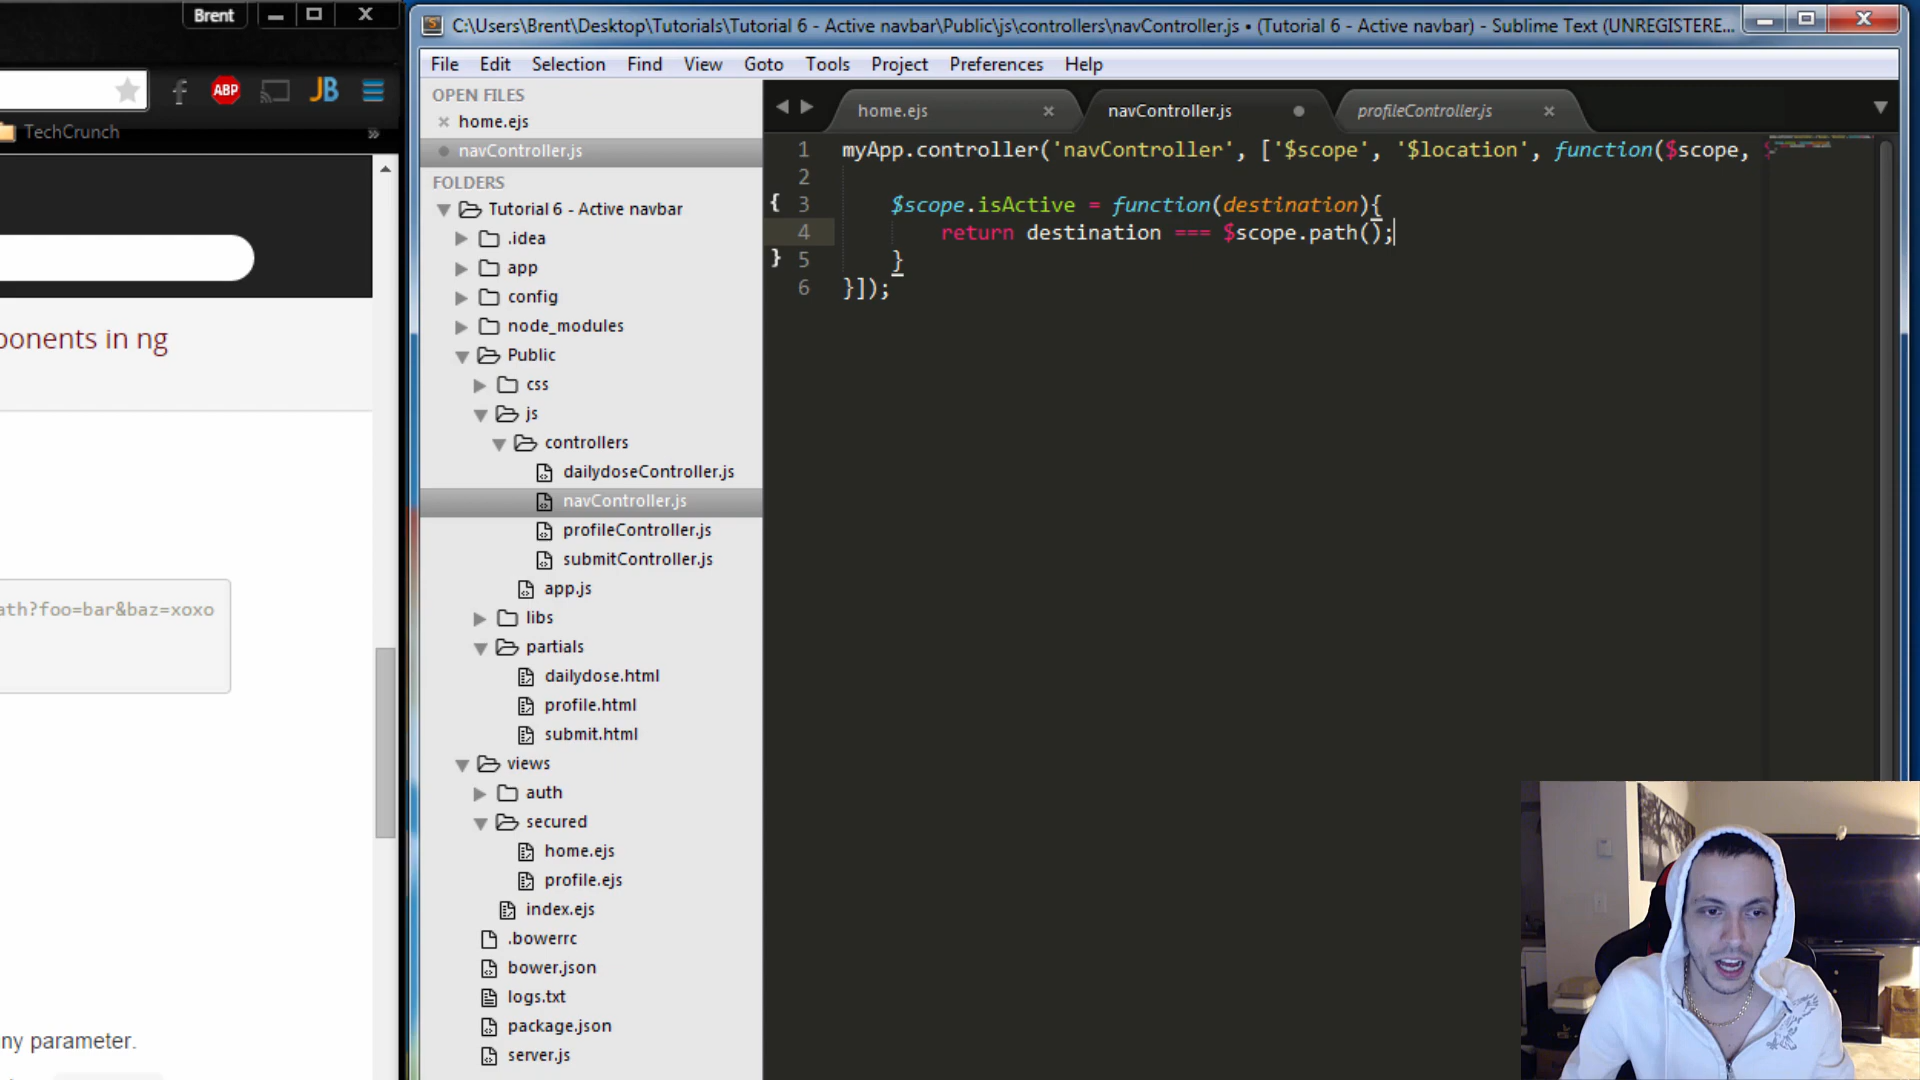 Brent
C:\Users\Brent\Desktop\Tutorials\Tutorial 6 - Active navbar\Public\js\controllers\navController.js • (Tutorial 6 - Active navbar) - Sublime Text (UNREGISTERE...
File Edit Selection Find View Goto Tools Project Preferences Help
ABP
JB
TechCrunch
»
ponents in ng
ath?foo=bar&baz=xoxo
ny parameter.
OPEN FILES
home.ejs
navController.js
FOLDERS
Tutorial 6 - Active navbar
.idea
app
config
node_modules
Public
css
js
controllers
dailydoseController.js
navController.js
profileController.js
submitController.js
app.js
libs
partials
dailydose.html
profile.html
submit.html
views
auth
secured
home.ejs
profile.ejs
index.ejs
.bowerrc
bower.json
logs.txt
package.json
server.js
home.ejs navController.js profileController.js
1 myApp.controller('navController', ['$scope', '$location', function($scope,
2
3 $scope.isActive = function(destination){
4 return destination === $scope.path();
5 }
6 }]);